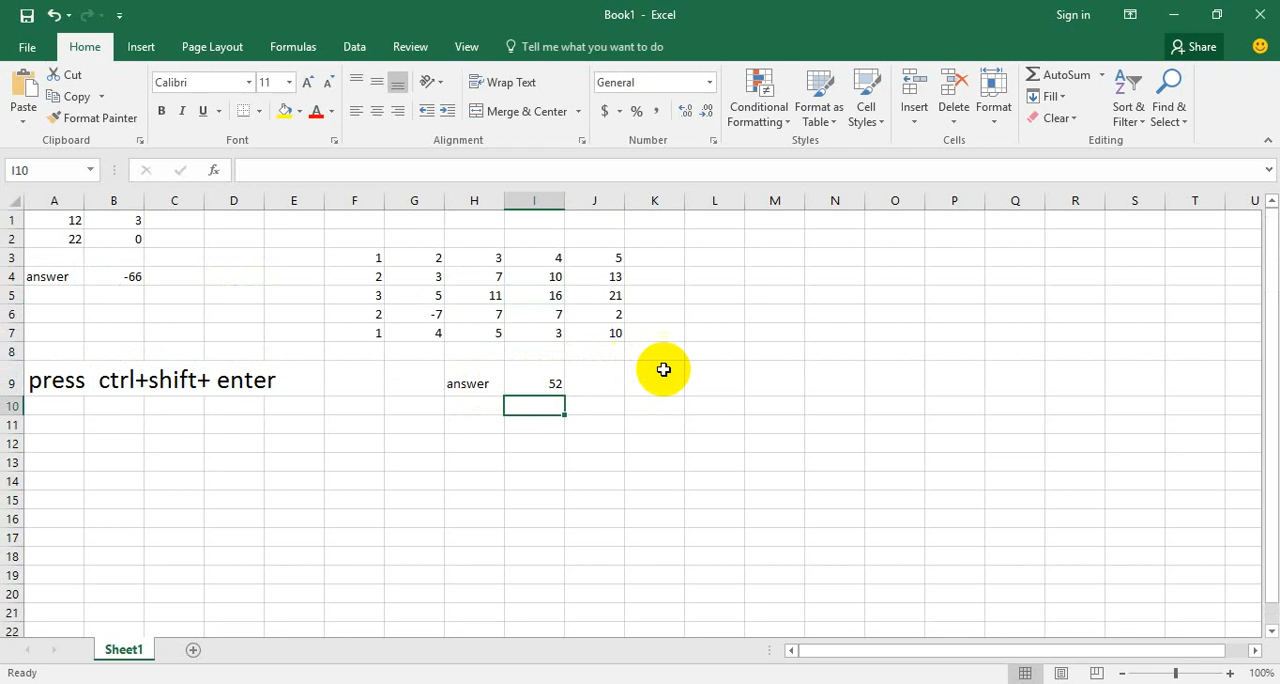 Book1 - Excel
Sign in
File Home Insert Page Layout Formulas Data Review View Tell me what you want to do Share
Paste Cut Copy Format Painter
Calibri 11 Wrap Text General
B I U Merge & Center $ % ,
Conditional Formatting Format as Table Cell Styles
Insert Delete Format
AutoSum Fill Clear
Sort & Filter Find & Select
Clipboard Font Alignment Number Styles Cells Editing
I10 fx
A B C D E F G H I J K L M N O P Q R S T U
1 12 3
2 22 0
3 1 2 3 4 5
4 answer -66 2 3 7 10 13
5 3 5 11 16 21
6 2 -7 7 7 2
7 1 4 5 3 10
8
9 press ctrl+shift+ enter answer 52
10
11
12
13
14
15
16
17
18
19
20
21
22
Sheet1
Ready 100%